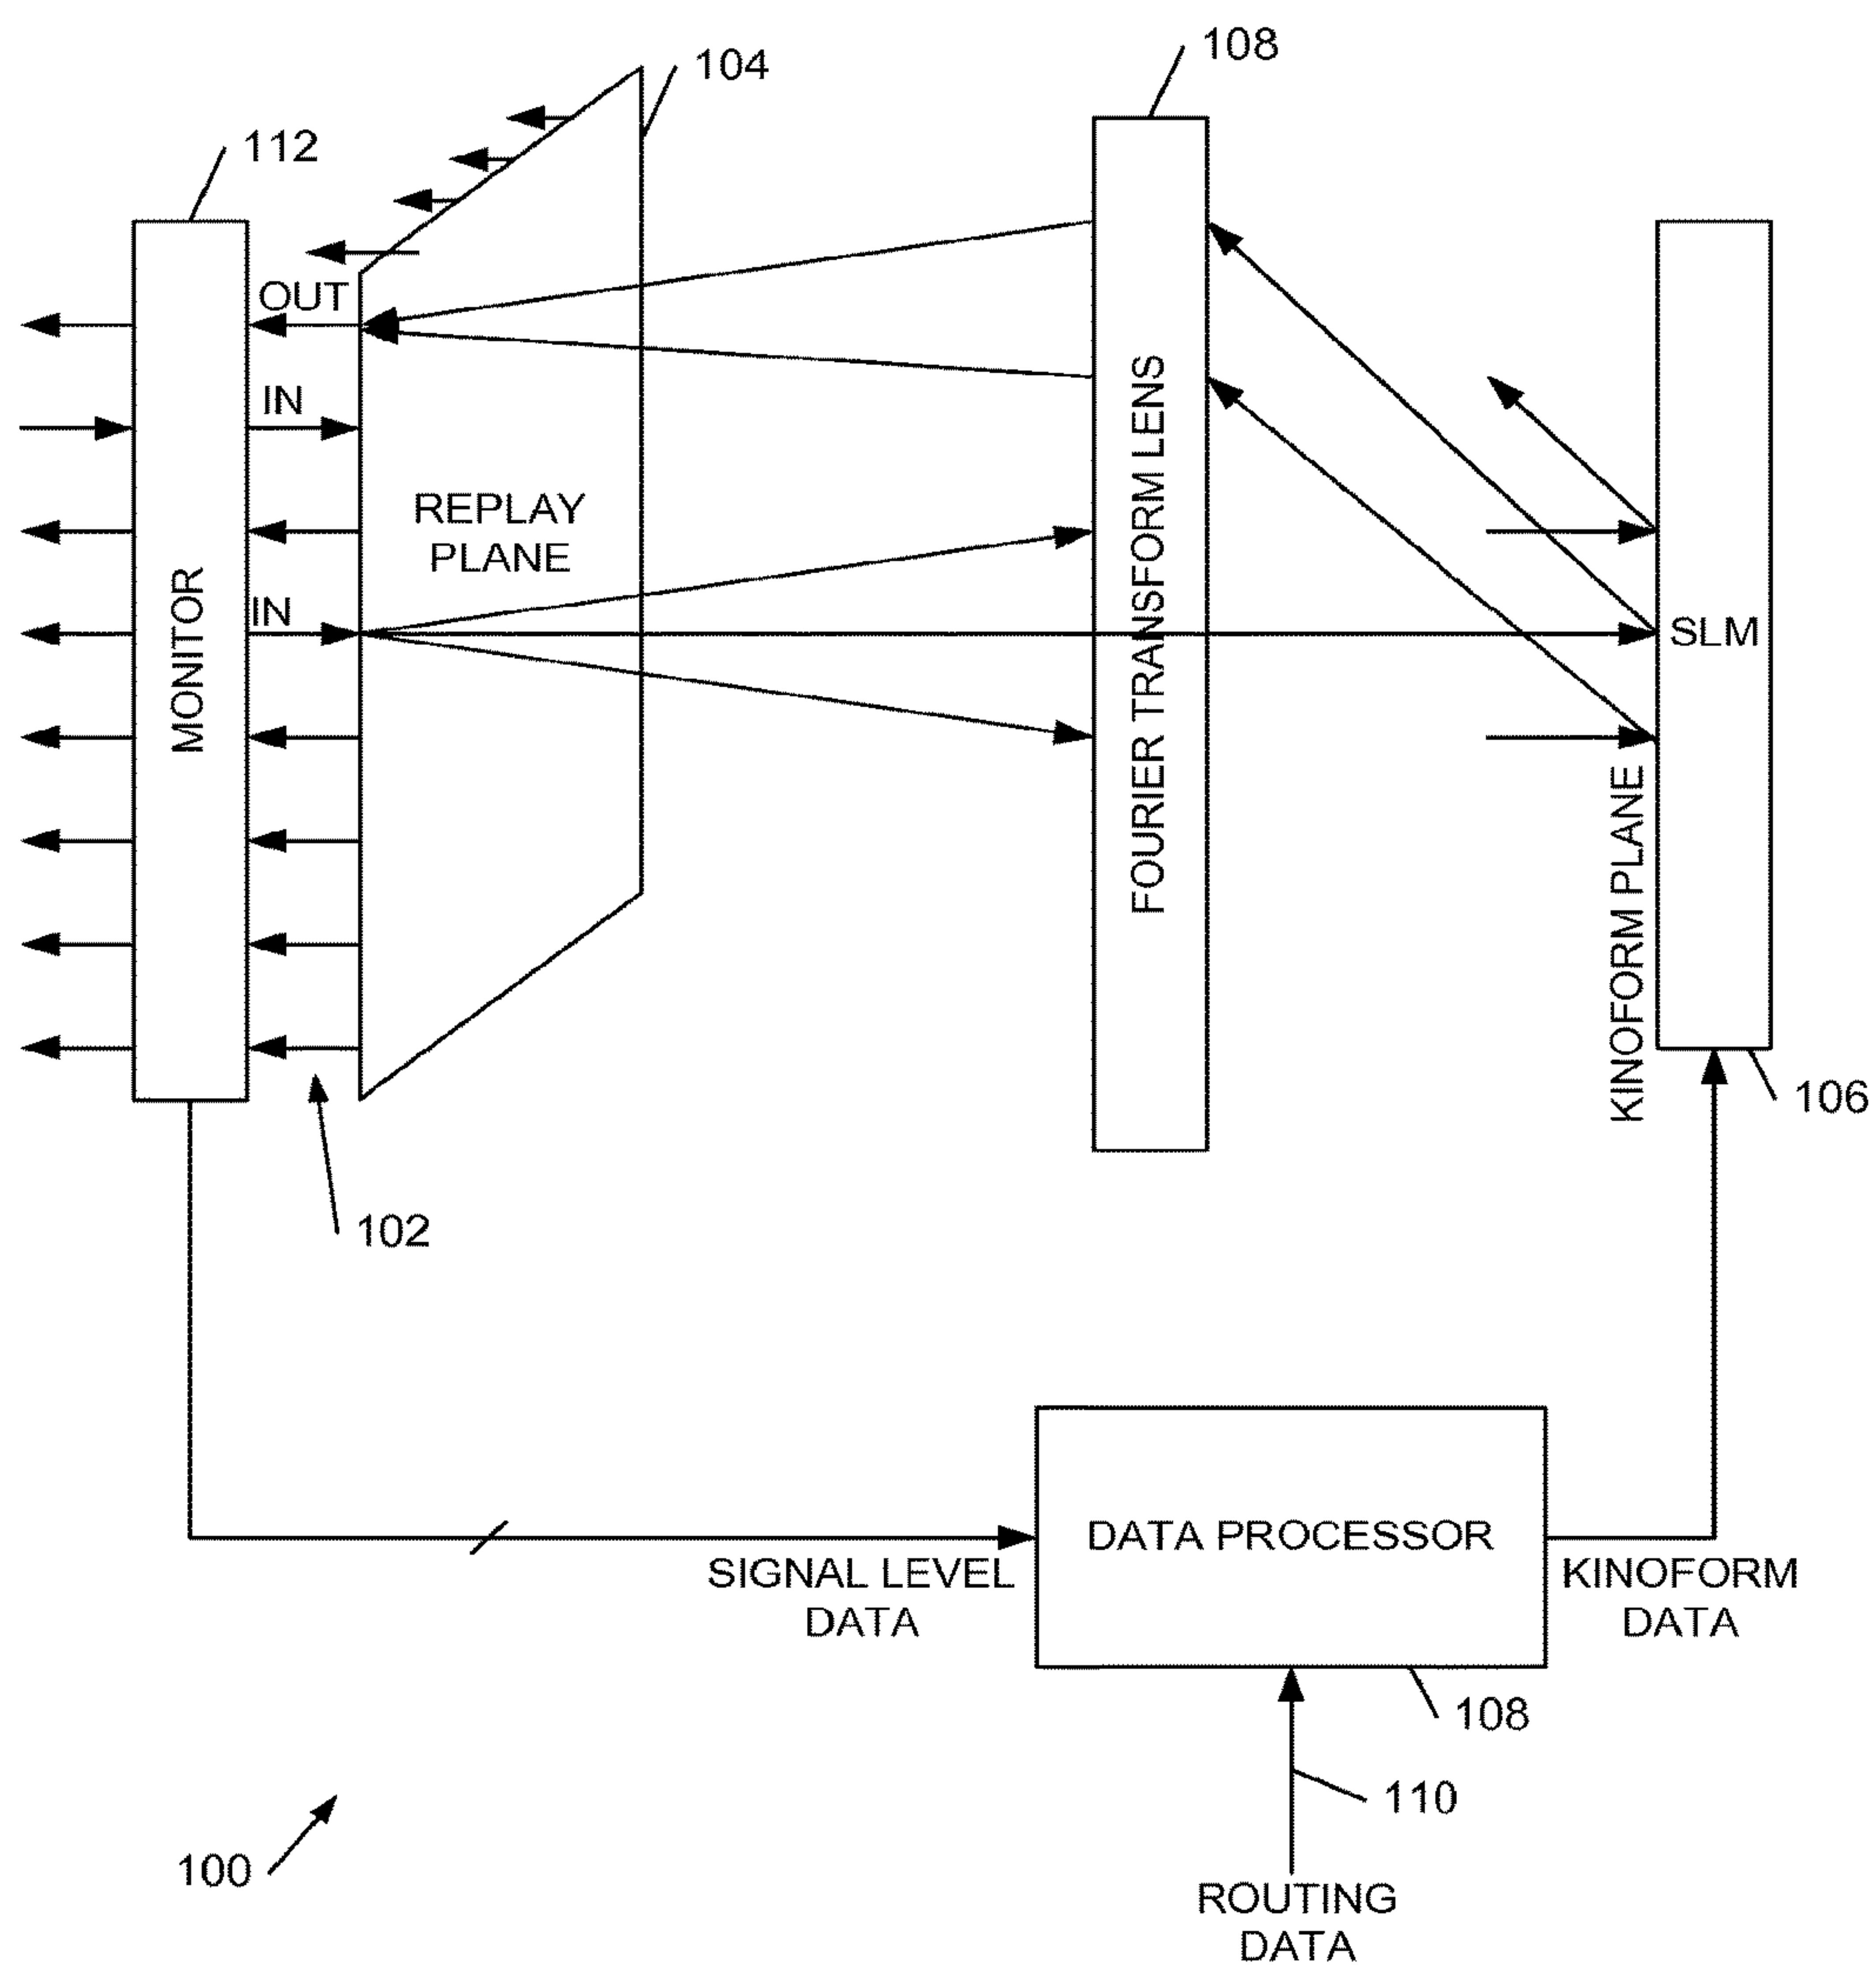 108
104
112
OUT
IN
REPLAY
PLANE
IN
MONITOR
FOURIER TRANSFORM LENS
SLM
KINOFORM PLANE
106
102
DATA PROCESSOR
SIGNAL LEVEL
DATA
KINOFORM
DATA
108
110
100
ROUTING
DATA